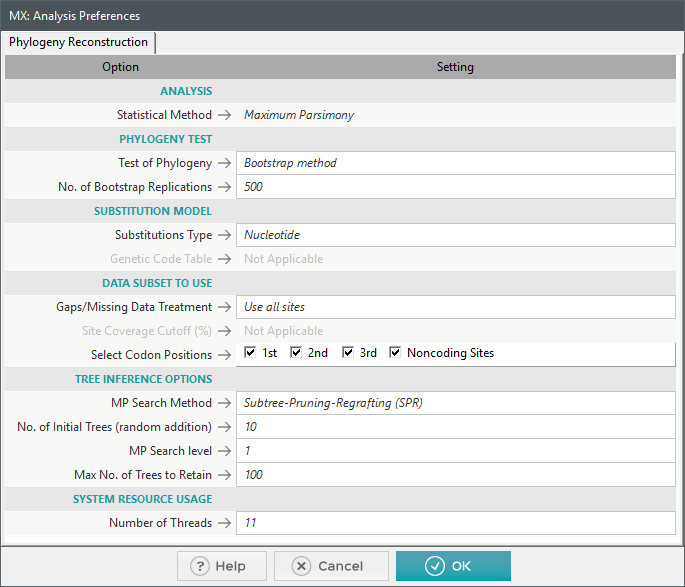 MX: Analysis Preferences
Phylogeny Reconstruction
Option Setting
ANALYSIS
Statistical Method → Maximum Parsimony
PHYLOGENY TEST
Test of Phylogeny → Bootstrap method
No. of Bootstrap Replications → 500
SUBSTITUTION MODEL
Substitutions Type → Nucleotide
Genetic Code Table → Not Applicable
DATA SUBSET TO USE
Gaps/Missing Data Treatment → Use all sites
Site Coverage Cutoff (%) → Not Applicable
Select Codon Positions → 1st 2nd 3rd Noncoding Sites
TREE INFERENCE OPTIONS
MP Search Method → Subtree-Pruning-Regrafting (SPR)
No. of Initial Trees (random addition) → 10
MP Search level → 1
Max No. of Trees to Retain → 100
SYSTEM RESOURCE USAGE
Number of Threads → 11
? Help Cancel OK